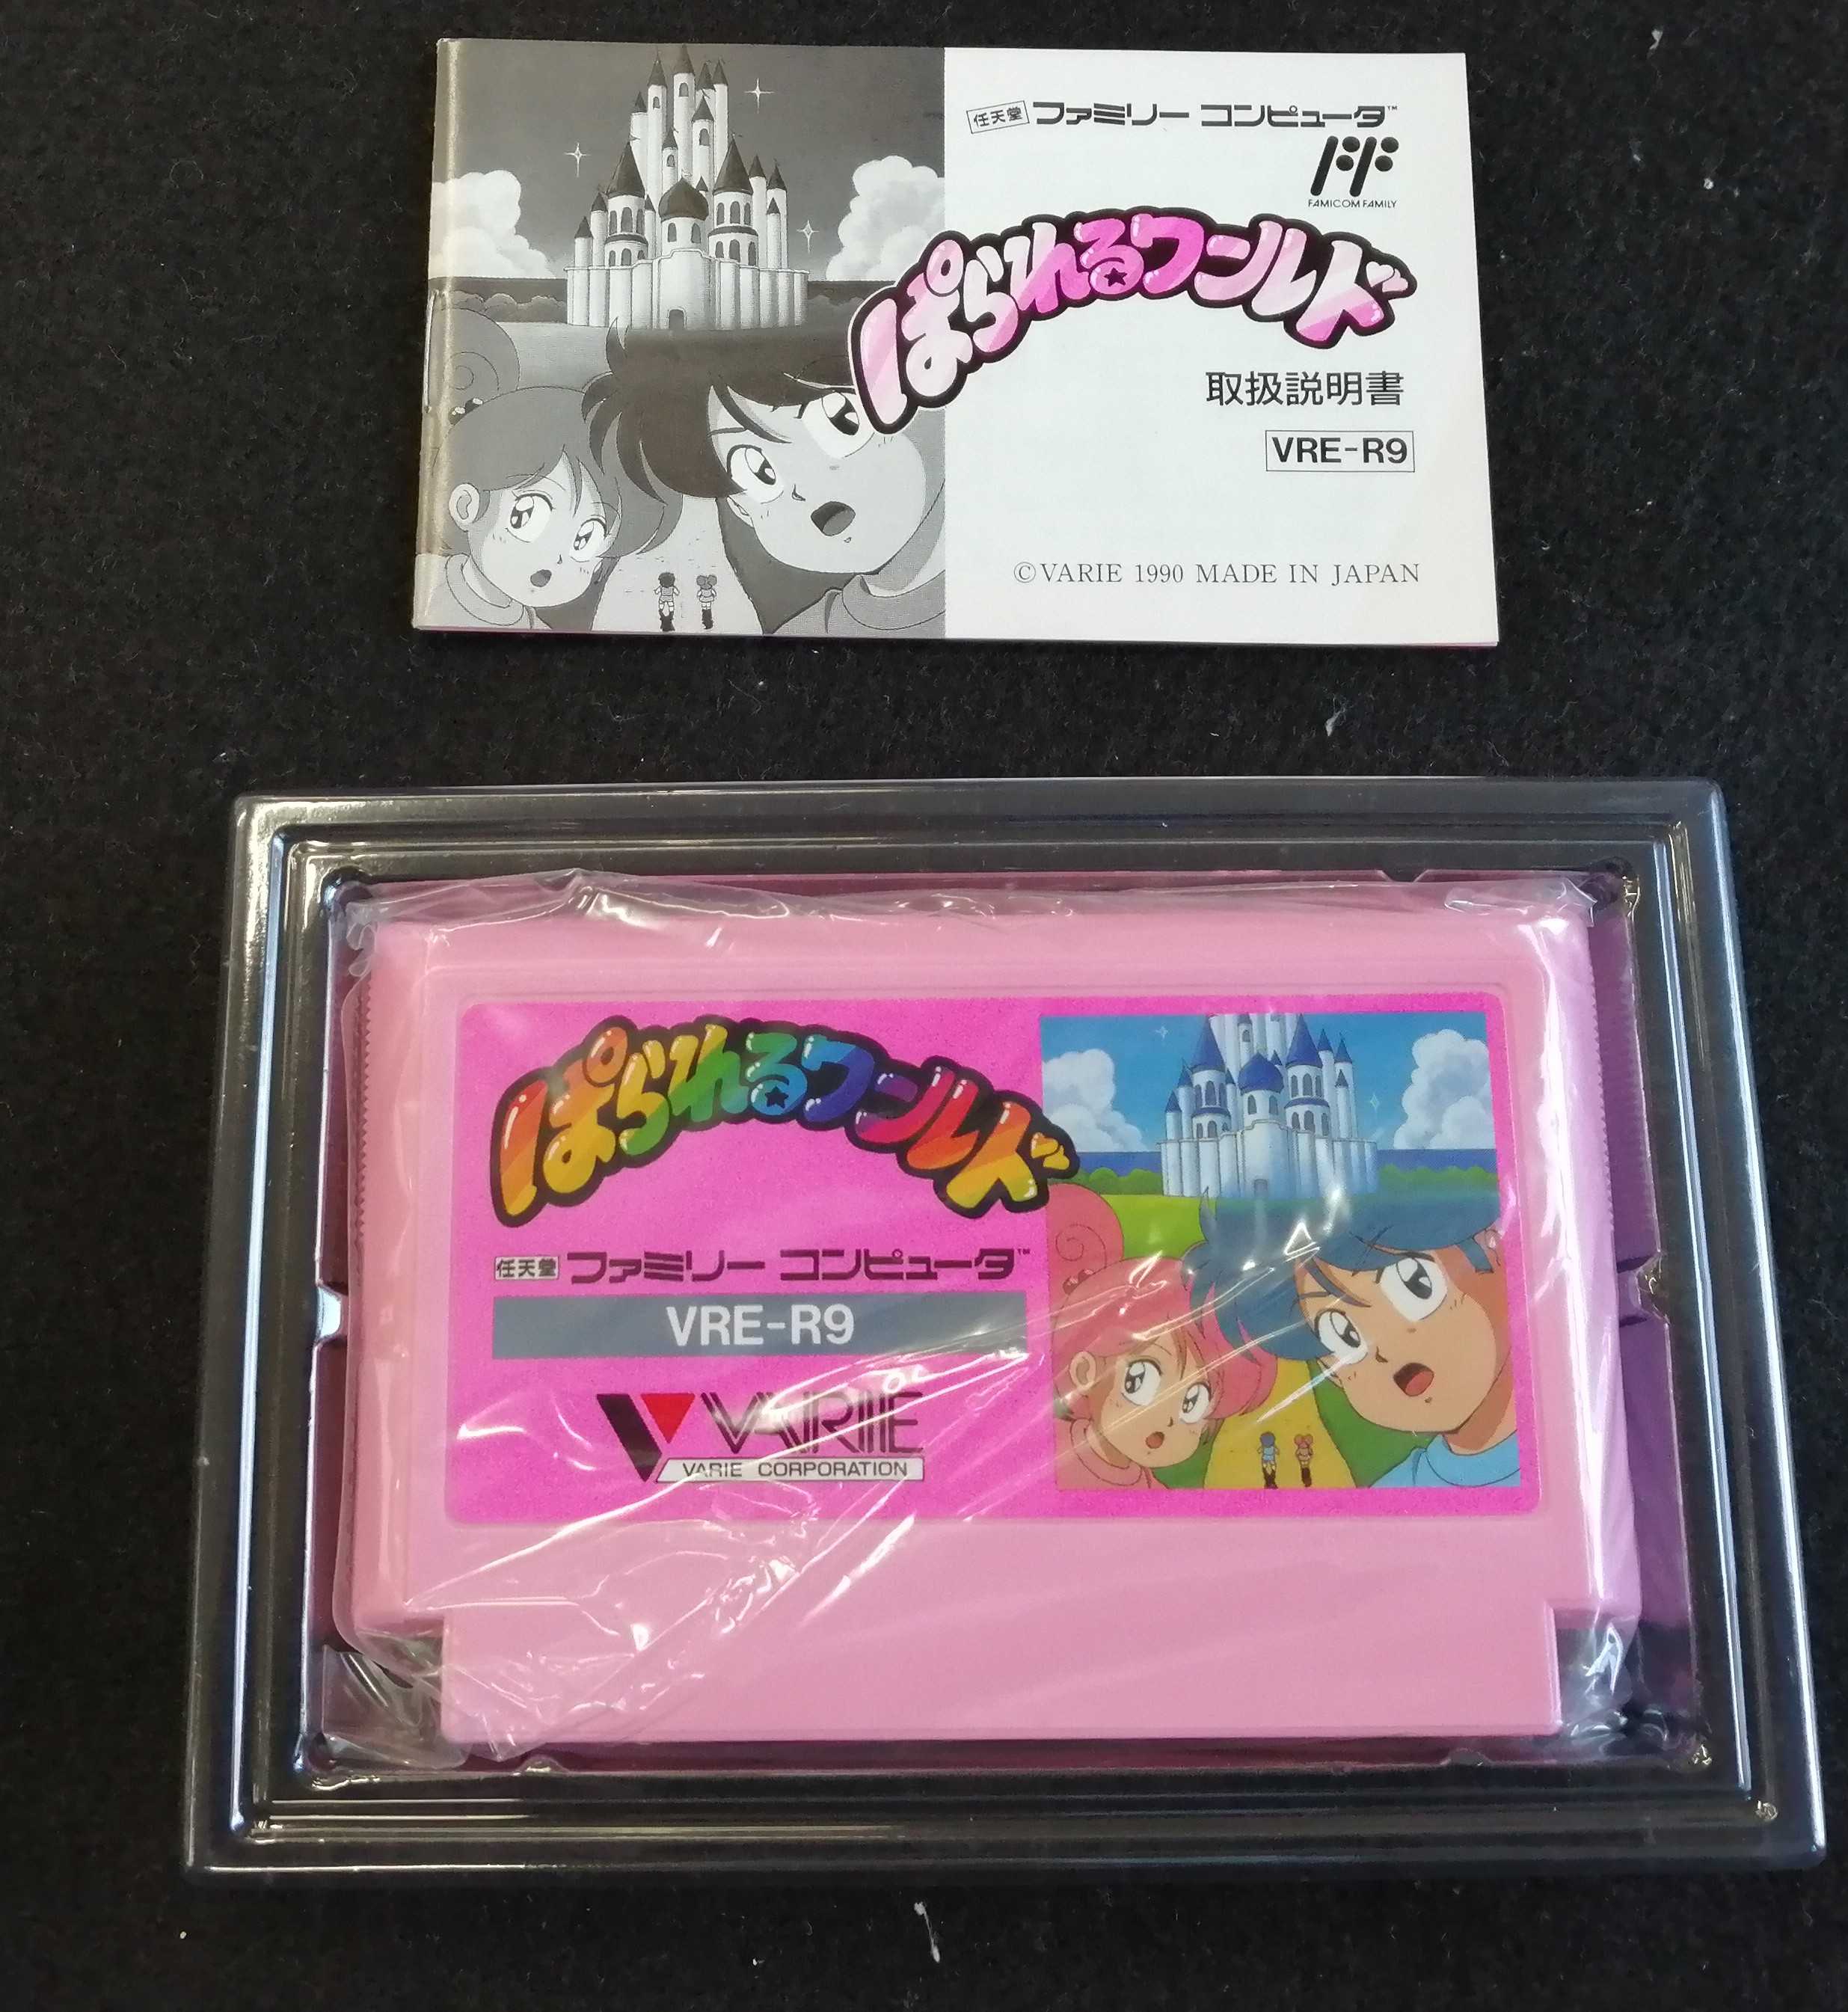 任天堂 ファミリー コンピュータ™
FAMICOM FAMILY
ぱられるワールド
取扱説明書
VRE-R9
©VARIE 1990 MADE IN JAPAN
ぱられるワールド
任天堂 ファミリー コンピュータ™
VRE-R9
VARIE
VARIE CORPORATION